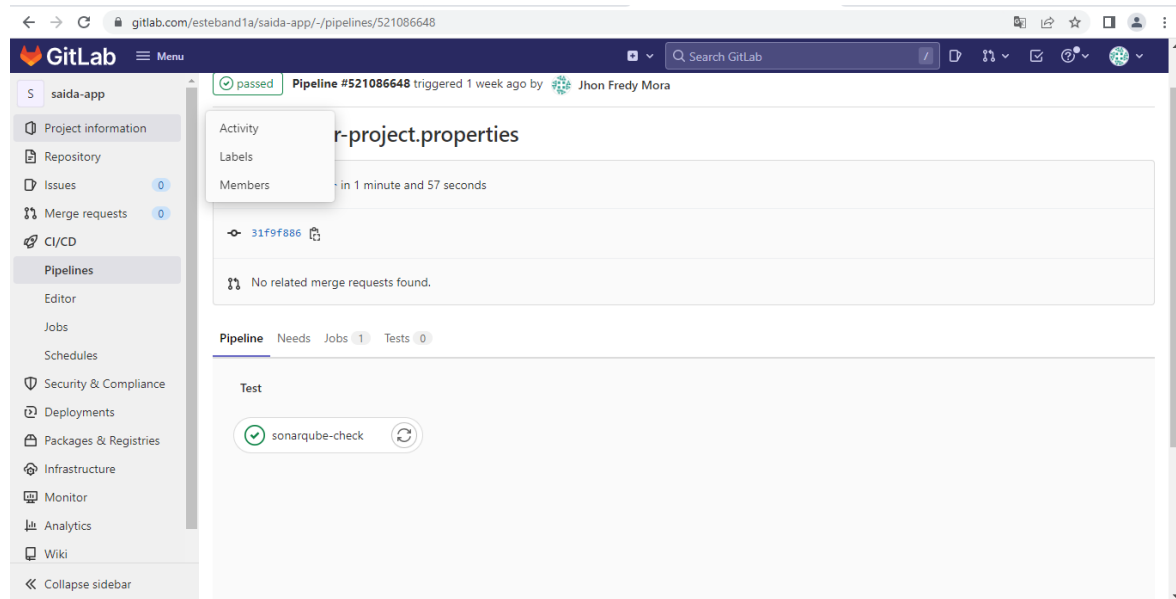 gitlab.com/esteband1a/saida-app/-/pipelines/521086648
GitLab Menu Search GitLab /
S saida-app
passed Pipeline #521086648 triggered 1 week ago by Jhon Fredy Mora
Project information
Activity
Labels
Members
r-project.properties
in 1 minute and 57 seconds
Repository
Issues 0
Merge requests 0
CI/CD
Pipelines
Editor
Jobs
Schedules
Security & Compliance
Deployments
Packages & Registries
Infrastructure
Monitor
Analytics
Wiki
Collapse sidebar
31f9f886
No related merge requests found.
Pipeline Needs Jobs 1 Tests 0
Test
sonarqube-check